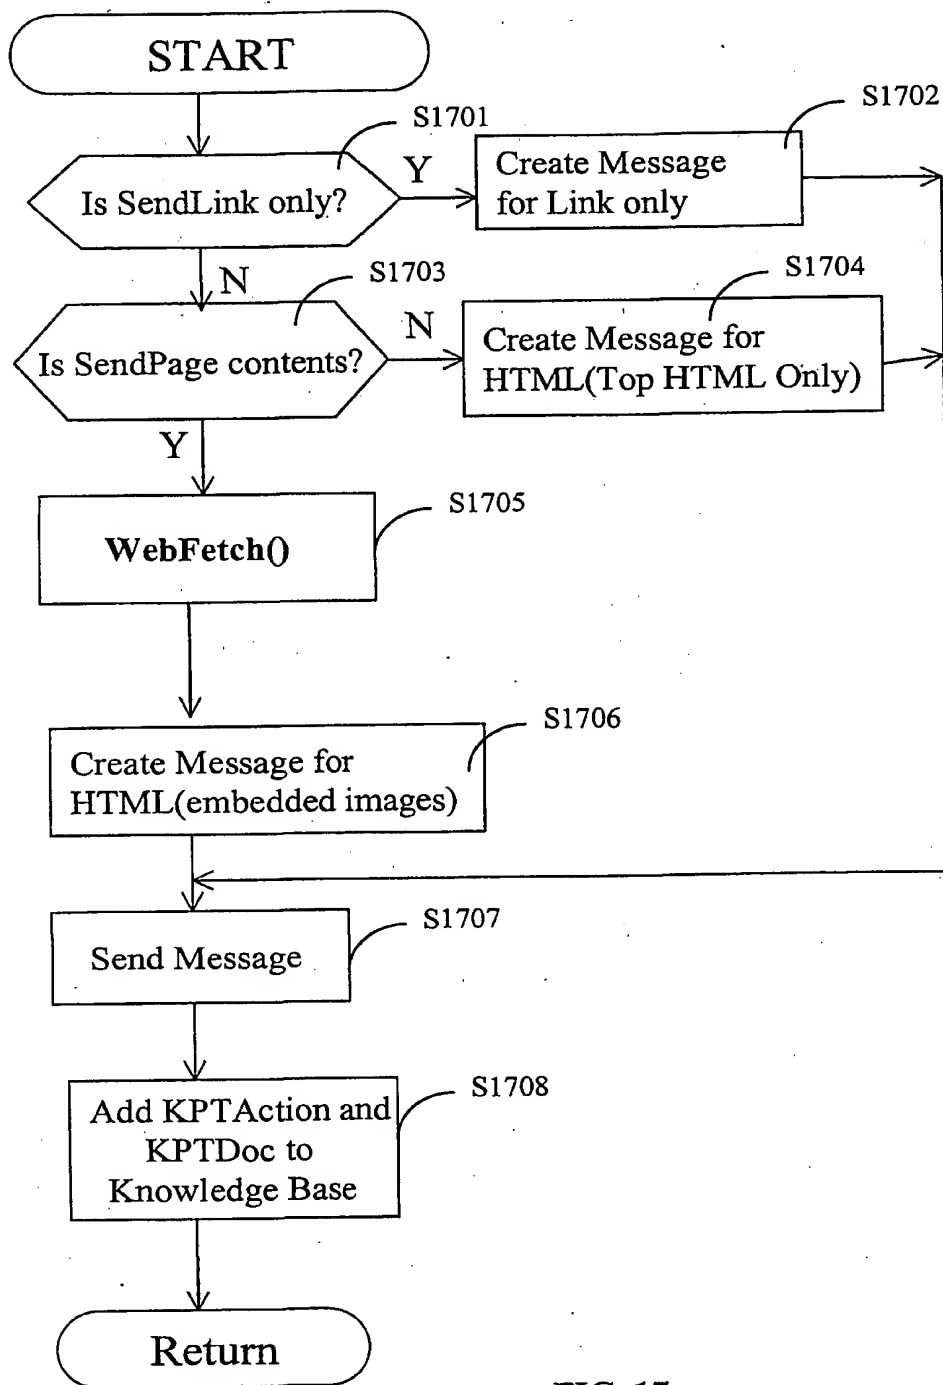 START
S1701
S1702
Is SendLink only?
Y
Create Message
for Link only
N
S1703
S1704
Is SendPage contents?
N
Create Message for
HTML(Top HTML Only)
Y
S1705
WebFetch()
S1706
Create Message for
HTML(embedded images)
S1707
Send Message
S1708
Add KPTAction and
KPTDoc to
Knowledge Base
Return